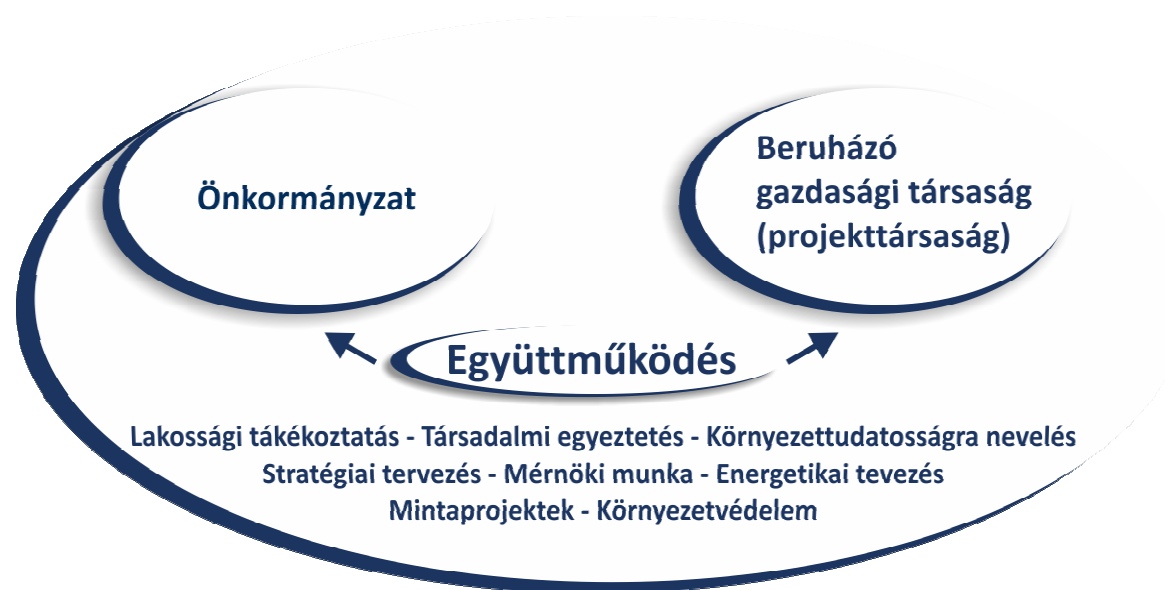 Önkormányzat
Beruházó
gazdasági társaság
(projekttársaság)
Együttműködés
Lakossági tákékoztatás - Társadalmi egyeztetés - Környezettudatosságra nevelés
Stratégiai tervezés - Mérnöki munka - Energetikai tevezés
Mintaprojektek - Környezetvédelem